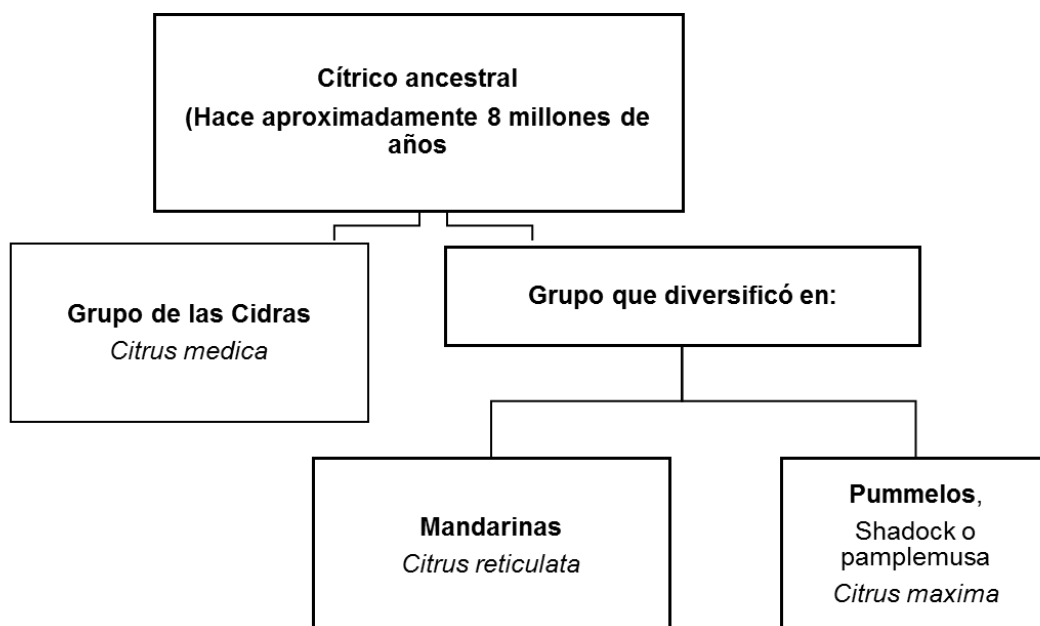 Cítrico ancestral
(Hace aproximadamente 8 millones de
años
Grupo de las Cidras
Citrus medica
Grupo que diversificó en:
Mandarinas
Citrus reticulata
Pummelos,
Shadock o
pamplemusa
Citrus maxima